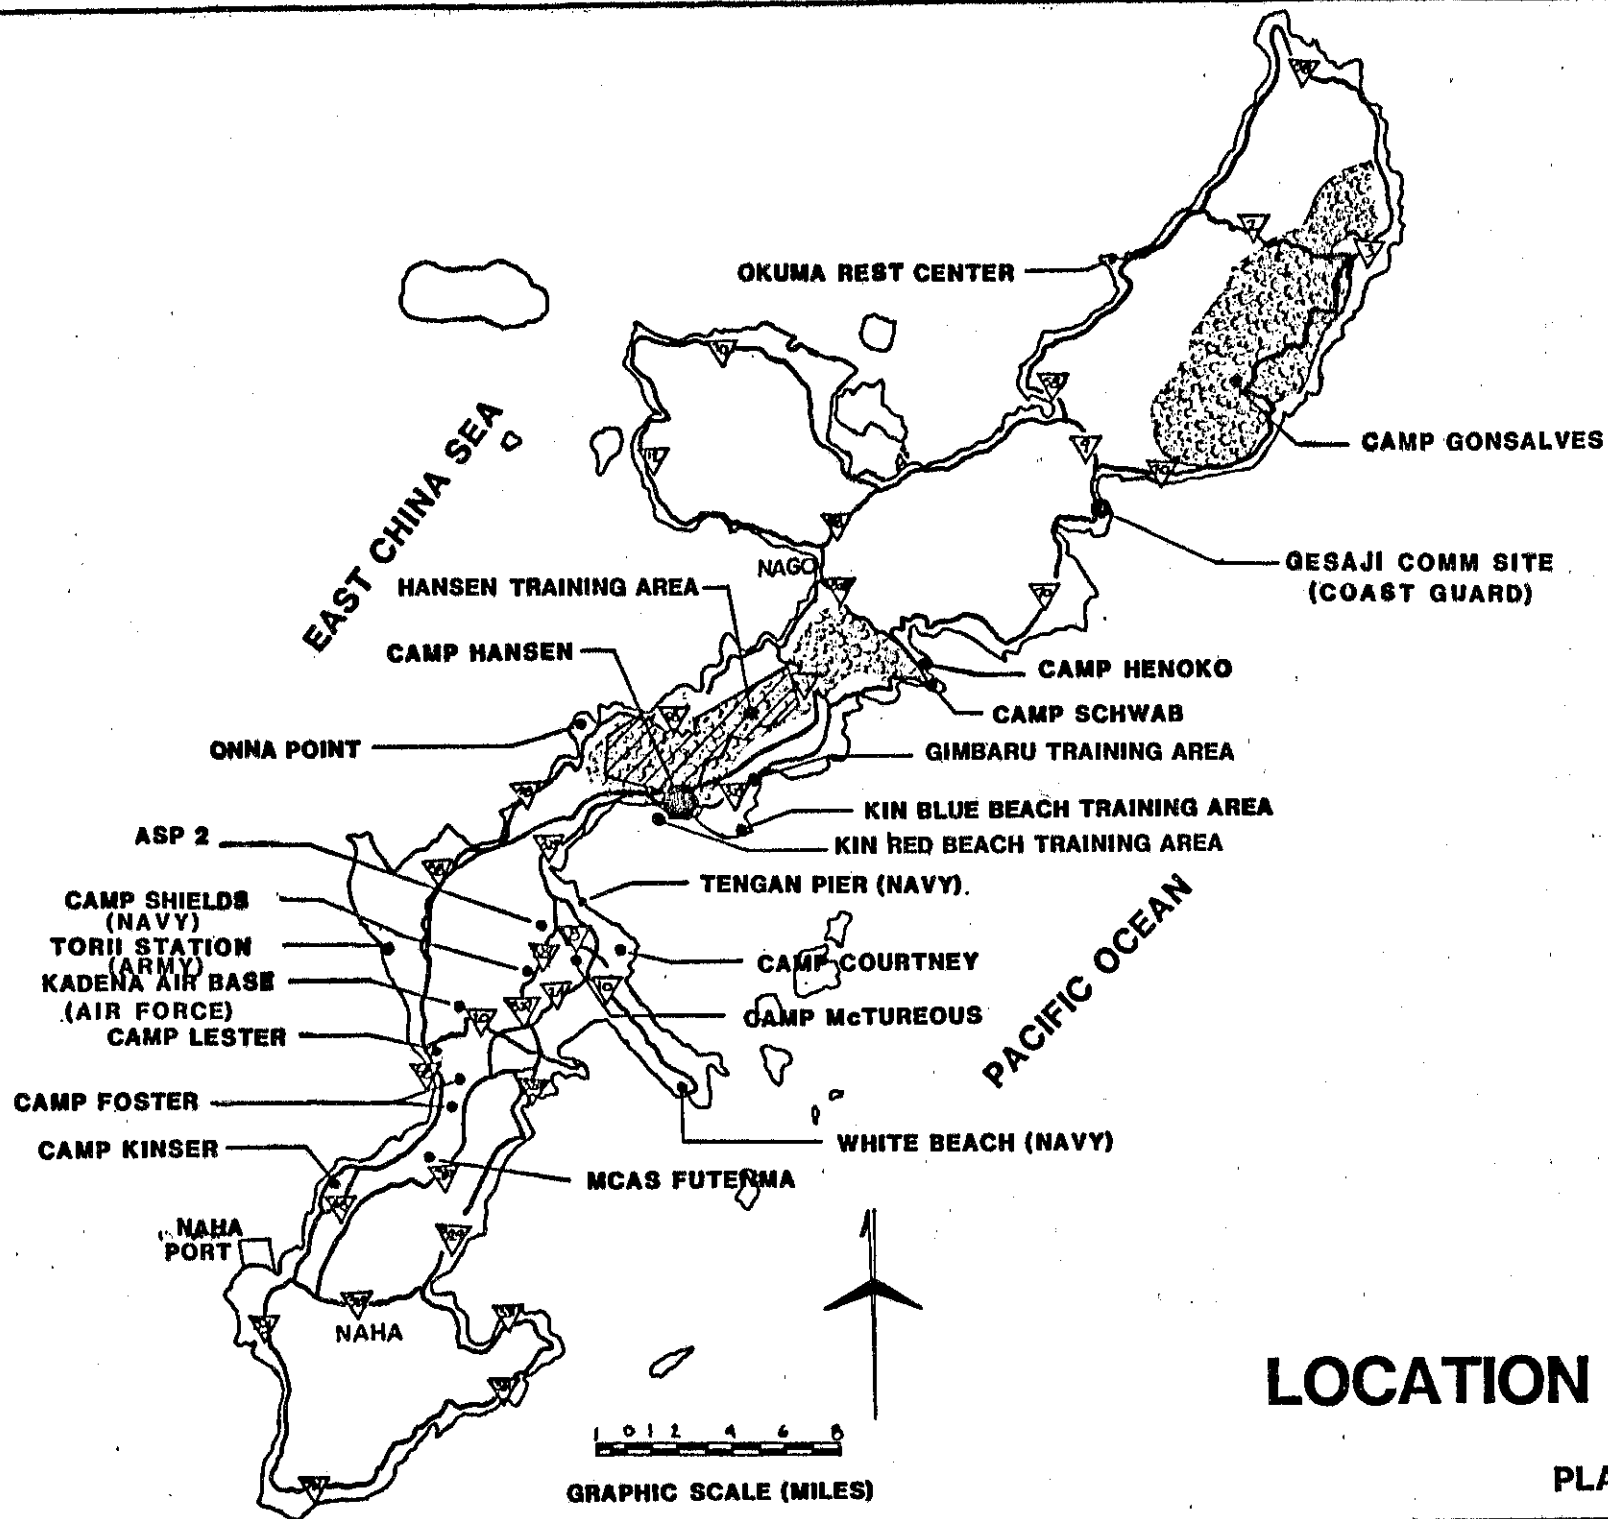 OKUMA REST CENTER
EAST CHINA SEA
CAMP GONSALVES
NAGO
GESAJI COMM SITE
(COAST GUARD)
HANSEN TRAINING AREA
CAMP HANSEN
CAMP HENOKO
CAMP SCHWAB
ONNA POINT
GIMBARU TRAINING AREA
KIN BLUE BEACH TRAINING AREA
KIN RED BEACH TRAINING AREA
ASP 2
TENGAN PIER (NAVY).
CAMP SHIELDS
(NAVY)
TORII STATION
(ARMY)
KADENA AIR BASE
(AIR FORCE)
CAMP COURTNEY
PACIFIC OCEAN
CAMP McTUREOUS
CAMP LESTER
CAMP FOSTER
WHITE BEACH (NAVY)
CAMP KINSER
MCAS FUTENMA
NAHA
PORT
NAHA
LOCATION
1 0 1 2 4 6 8
GRAPHIC SCALE (MILES)
PLA